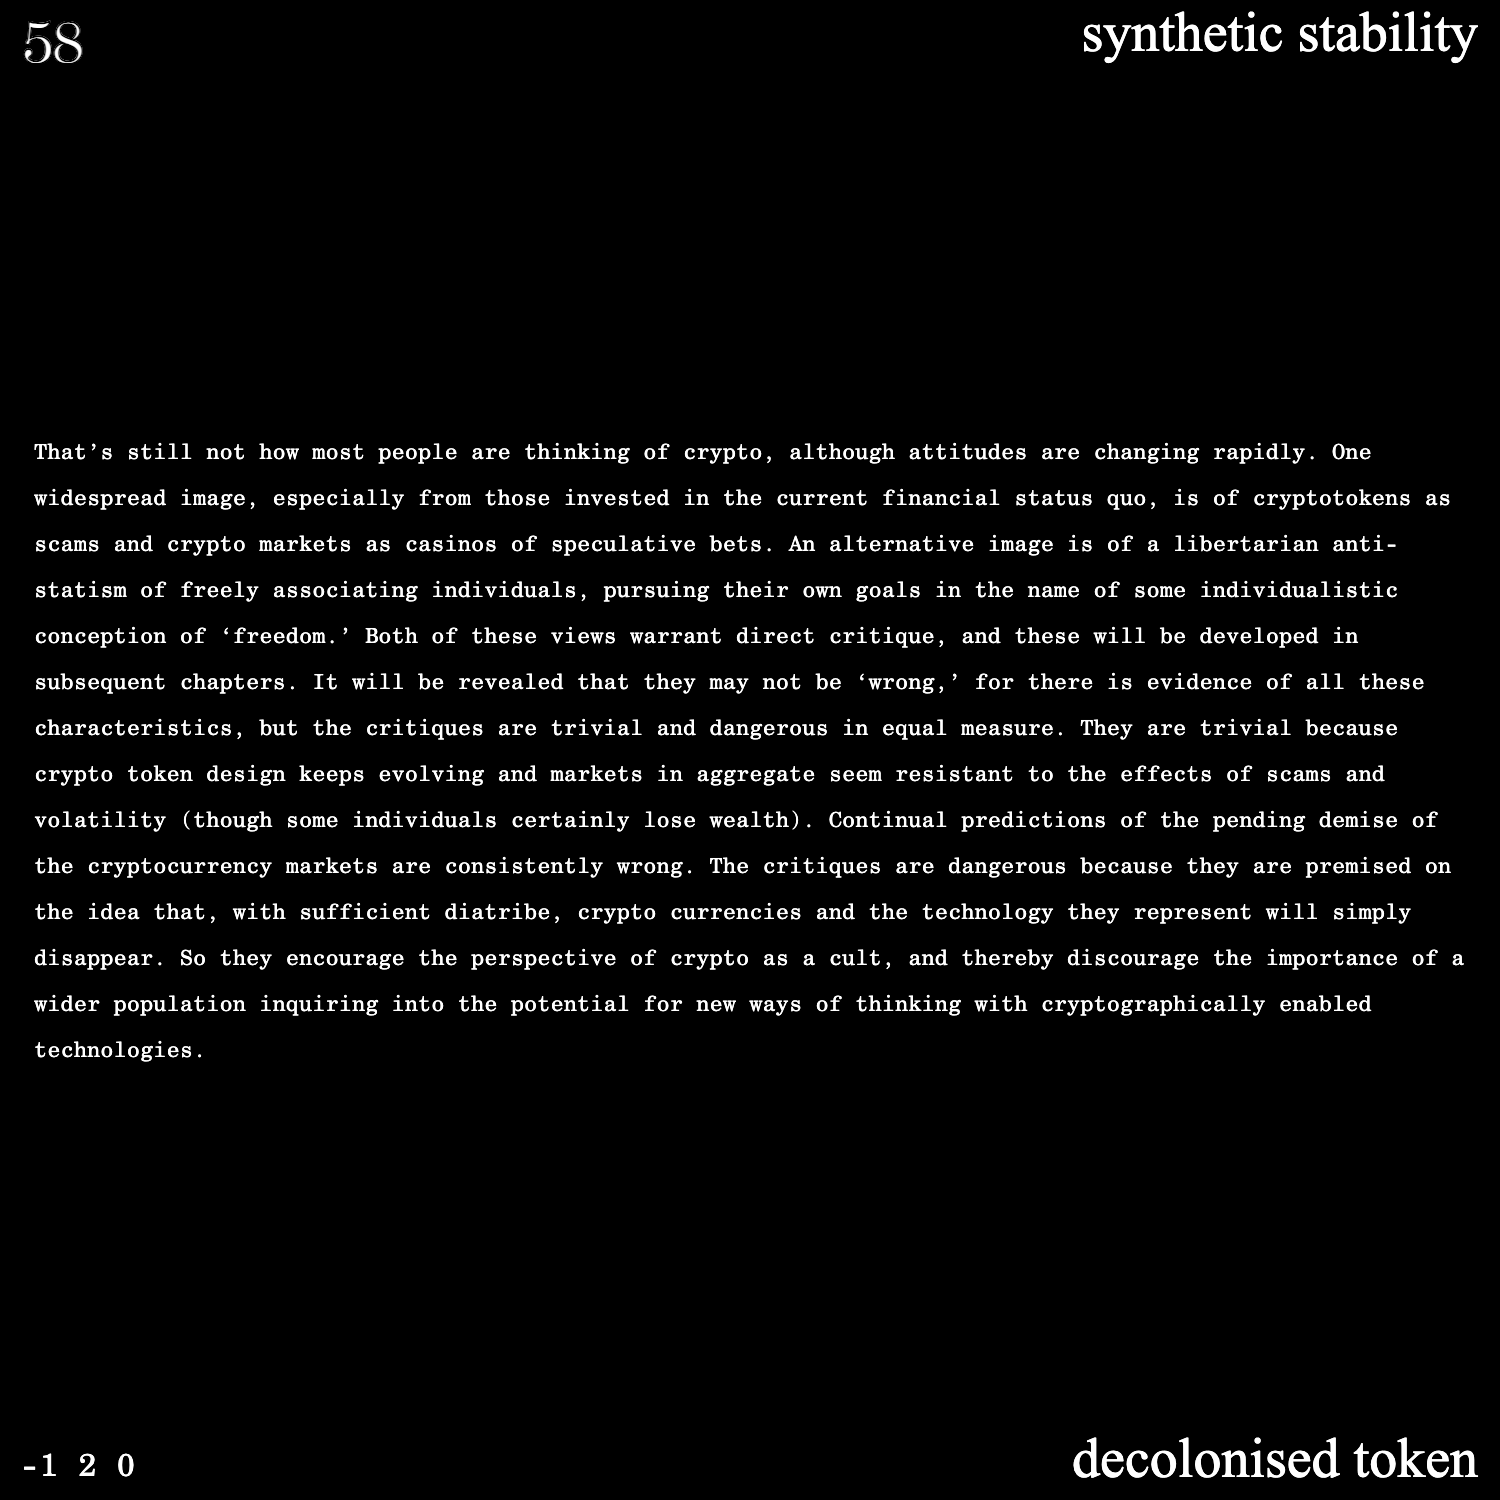 58
synthetic stability
That’s still not how most people are thinking of crypto, although attitudes are changing rapidly. One
widespread image, especially from those invested in the current financial status quo, is of cryptotokens as
scams and crypto markets as casinos of speculative bets. An alternative image is of a libertarian anti-
statism of freely associating individuals, pursuing their own goals in the name of some individualistic
conception of ‘freedom.’ Both of these views warrant direct critique, and these will be developed in
subsequent chapters. It will be revealed that they may not be ‘wrong,’ for there is evidence of all these
characteristics, but the critiques are trivial and dangerous in equal measure. They are trivial because
crypto token design keeps evolving and markets in aggregate seem resistant to the effects of scams and
volatility (though some individuals certainly lose wealth). Continual predictions of the pending demise of
the cryptocurrency markets are consistently wrong. The critiques are dangerous because they are premised on
the idea that, with sufficient diatribe, crypto currencies and the technology they represent will simply
disappear. So they encourage the perspective of crypto as a cult, and thereby discourage the importance of a
wider population inquiring into the potential for new ways of thinking with cryptographically enabled
technologies.
-1 2 0
decolonised token